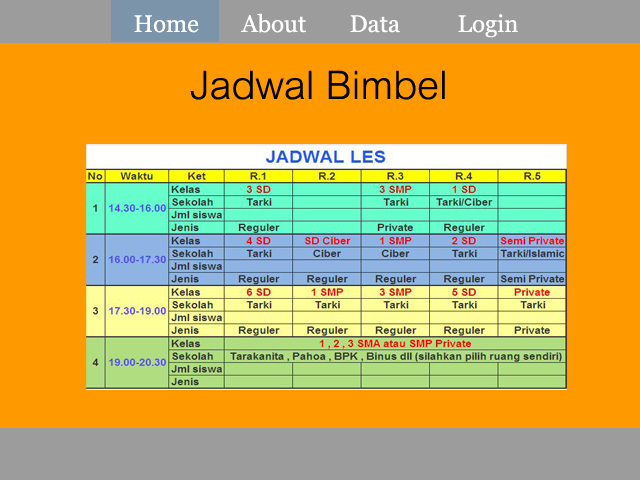 Home About Data Login
Jadwal Bimbel
JADWAL LES
No Waktu Ket R.1 R.2 R.3 R.4 R.5
Kelas 3 SD 3 SMP 1 SD
Sekolah Tarki Tarki Tarki/Ciber
1 14.30-16.00
Jml siswa
Jenis Reguler Private Reguler
Kelas 4 SD SD Ciber 1 SMP 2 SD Semi Private
Sekolah Tarki Ciber Ciber Tarki Tarki/Islamic
2 16.00-17.30
Jml siswa
Jenis Reguler Reguler Reguler Reguler Semi Private
Kelas 6 SD 1 SMP 3 SMP 5 SD Private
Sekolah Tarki Tarki Tarki Tarki Tarki
3 17.30-19.00
Jml siswa
Jenis Reguler Reguler Reguler Reguler Private
Kelas 1 , 2 , 3 SMA atau SMP Private
Sekolah Tarakanita , Pahoa , BPK , Binus dll (silahkan pilih ruang sendiri)
4 19.00-20.30
Jml siswa
Jenis